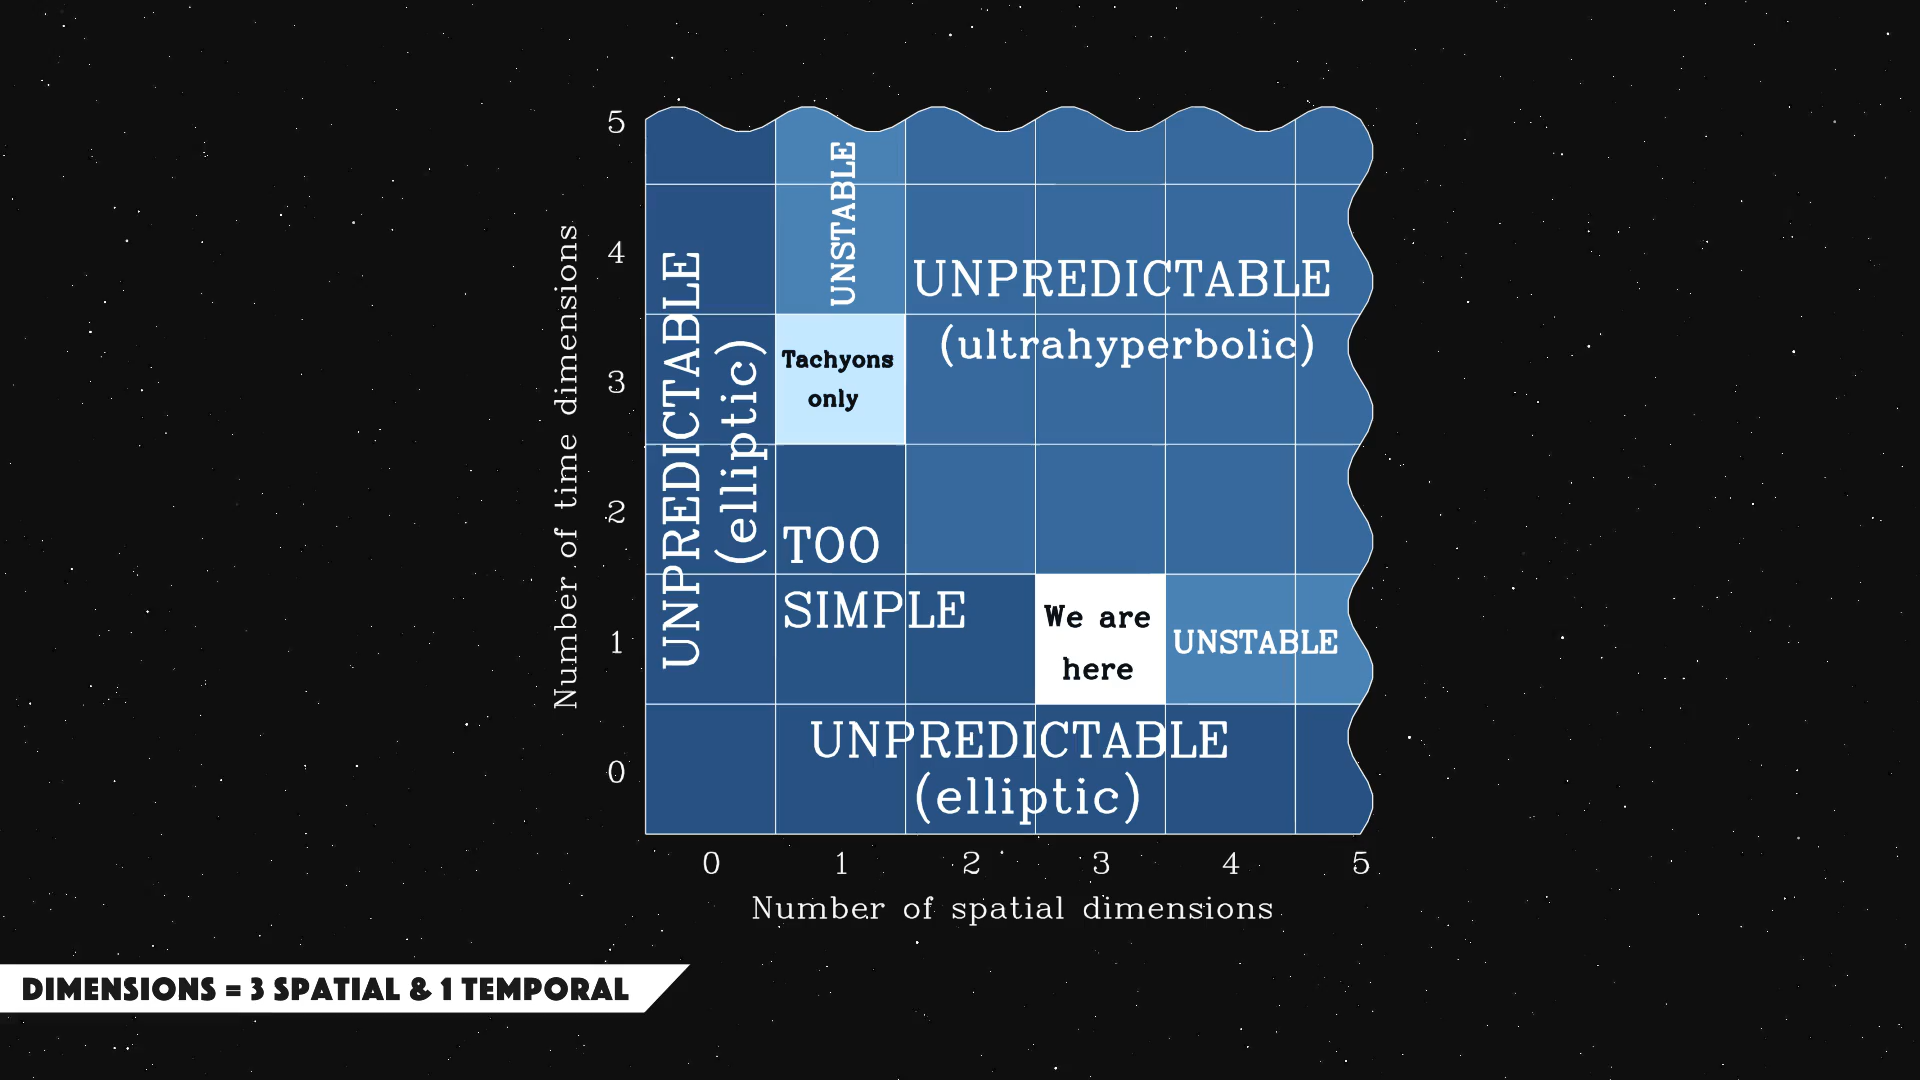 5
4
3
2
1
0
Number of time dimensions
UNPREDICTABLE
(elliptic)
UNSTABLE
UNPREDICTABLE
(ultrahyperbolic)
Tachyons
only
TOO
SIMPLE
We are
here
UNSTABLE
UNPREDICTABLE
(elliptic)
0 1 2 3 4 5
Number of spatial dimensions
DIMENSIONS = 3 SPATIAL & 1 TEMPORAL